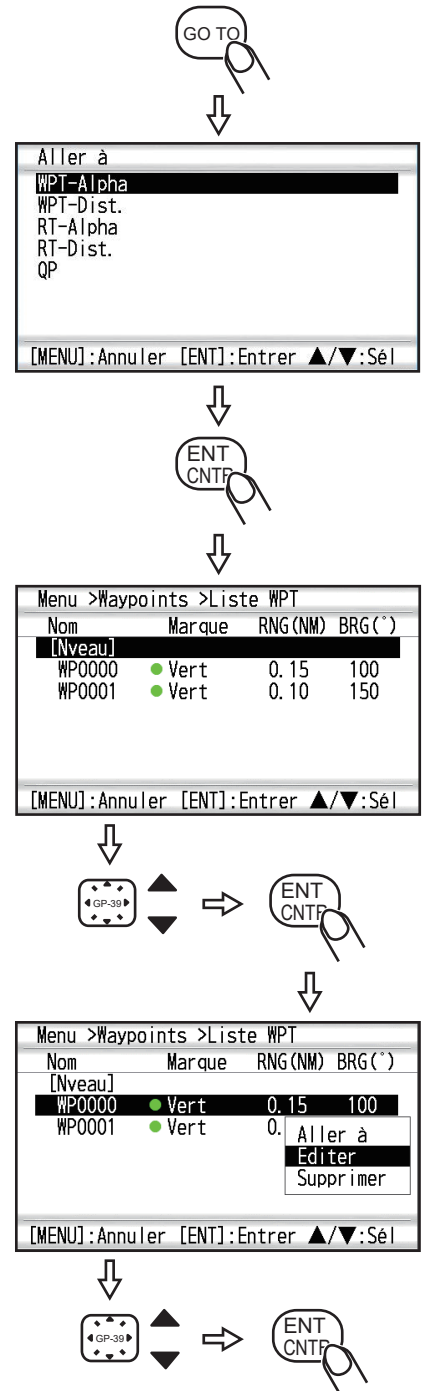 GO TO
Aller à
WPT-Alpha
WPT-Dist.
RT-Alpha
RT-Dist.
QP
[MENU]:Annuler [ENT]:Entrer ▲/▼:Sél
ENT
CNTR
Menu >Waypoints >Liste WPT
Nom Marque RNG(NM) BRG(°)
[Nveau]
WP0000 ● Vert 0.15 100
WP0001 ● Vert 0.10 150
[MENU]:Annuler [ENT]:Entrer ▲/▼:Sél
GP-39
ENT
CNTR
Menu >Waypoints >Liste WPT
Nom Marque RNG(NM) BRG(°)
[Nveau]
WP0000 ● Vert 0.15 100
WP0001 ● Vert 0.
Aller à
Editer
Supprimer
[MENU]:Annuler [ENT]:Entrer ▲/▼:Sél
GP-39
ENT
CNTR